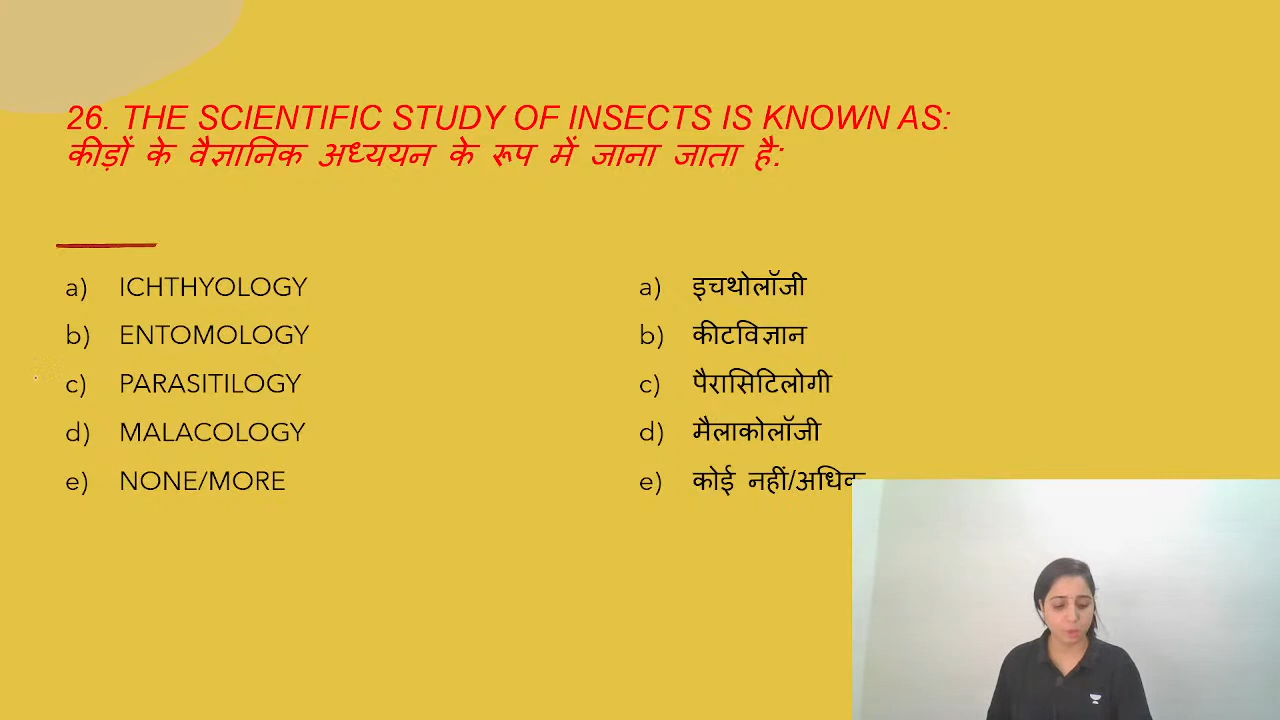 26. THE SCIENTIFIC STUDY OF INSECTS IS KNOWN AS:
कीड़ों के वैज्ञानिक अध्ययन के रूप में जाना जाता है:
a) ICHTHYOLOGY
b) ENTOMOLOGY
c) PARASITILOGY
d) MALACOLOGY
e) NONE/MORE
a) इचथोलॉजी
b) कीटविज्ञान
c) पैरासिटिलोगी
d) मैलाकोलॉजी
e) कोई नहीं/अधिक